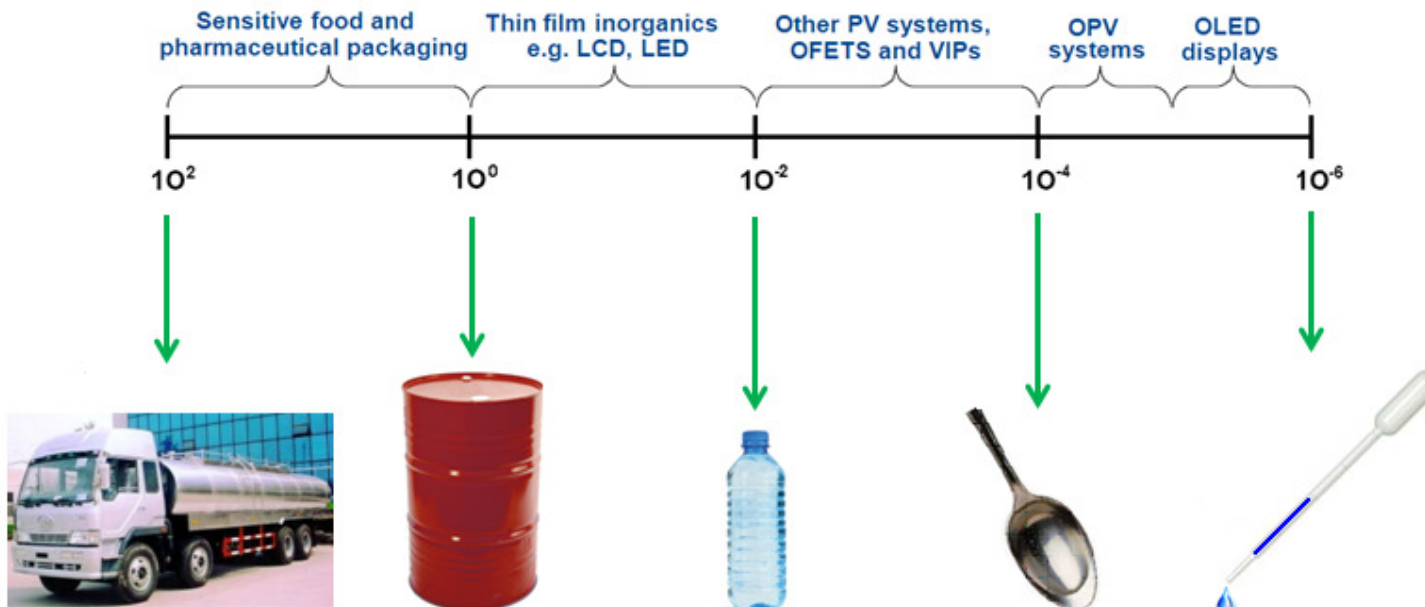 Sensitive food and
pharmaceutical packaging
Thin film inorganics
e.g. LCD, LED
Other PV systems,
OFETS and VIPs
OPV
systems
OLED
displays
10²
10⁰
10⁻²
10⁻⁴
10⁻⁶